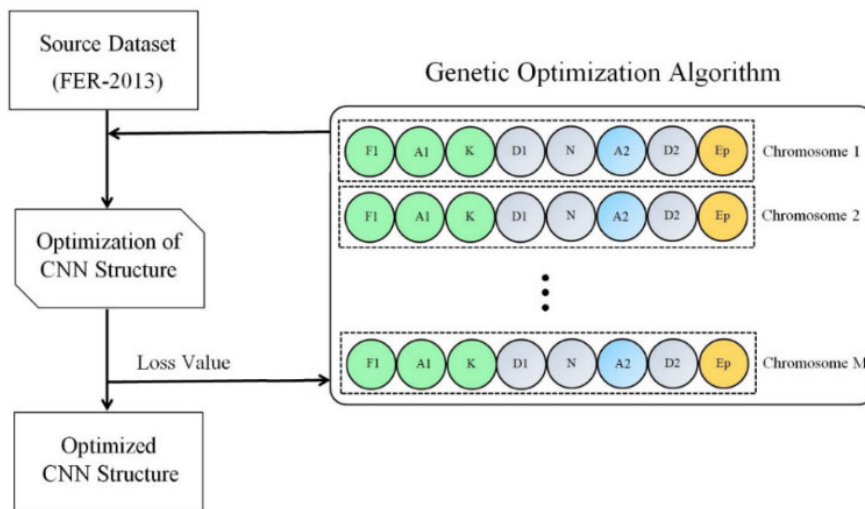 Source Dataset
(FER-2013)
Genetic Optimization Algorithm
F1 A1 K D1 N A2 D2 Ep Chromosome 1
F1 A1 K D1 N A2 D2 Ep Chromosome 2
Optimization of
CNN Structure
Loss Value
F1 A1 K D1 N A2 D2 Ep Chromosome M
Optimized
CNN Structure